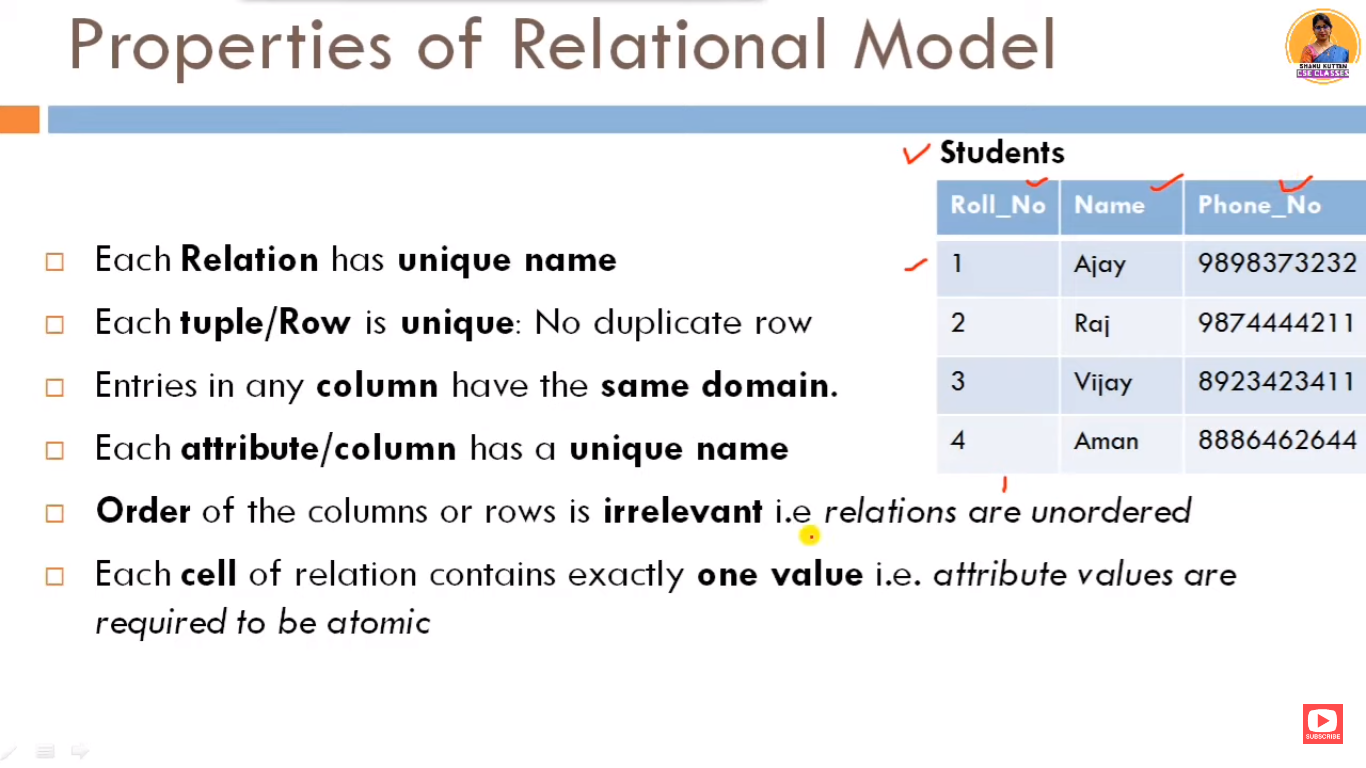 Properties of Relational Model
SHANU KUTTAN
CSE CLASSES
Students
Roll_No Name Phone_No
1 Ajay 9898373232
2 Raj 9874444211
3 Vijay 8923423411
4 Aman 8886462644
Each Relation has unique name
Each tuple/Row is unique: No duplicate row
Entries in any column have the same domain.
Each attribute/column has a unique name
Order of the columns or rows is irrelevant i.e relations are unordered
Each cell of relation contains exactly one value i.e. attribute values are
required to be atomic
SUBSCRIBE